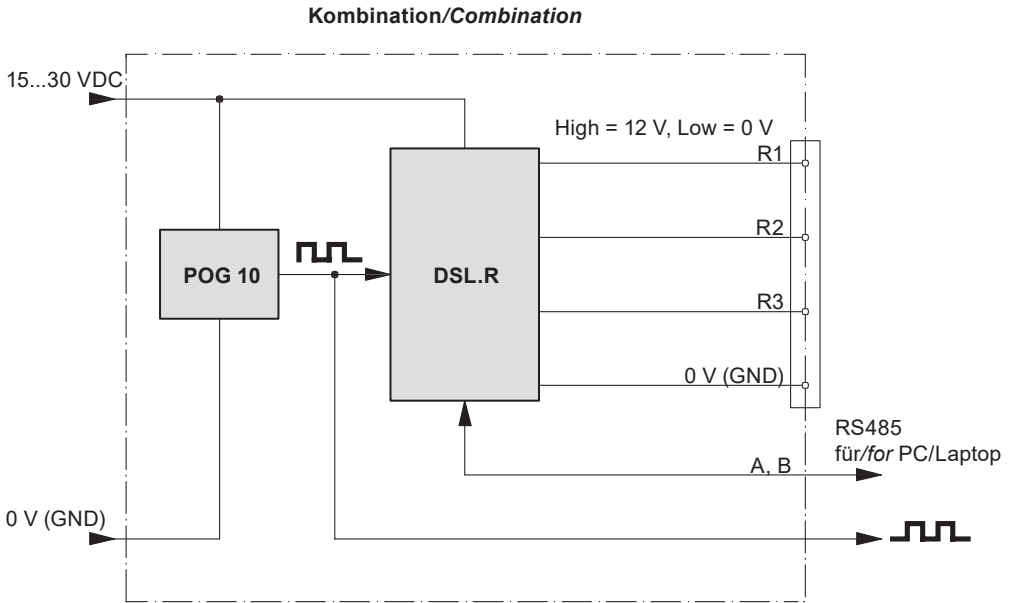 Kombination/Combination
15...30 VDC
High = 12 V, Low = 0 V
R1
R2
POG 10
DSL.R
R3
0 V (GND)
RS485
für/for PC/Laptop
A, B
0 V (GND)